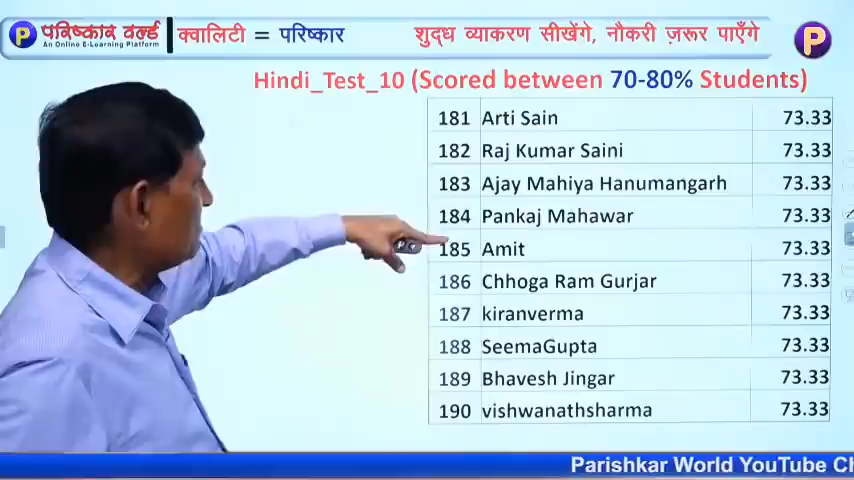 P परिष्कार वर्ल्ड क्वालिटी = परिष्कार शुद्ध व्याकरण सीखेंगे, नौकरी ज़रूर पाएँगे P
An Online E-Learning Platform
Hindi_Test_10 (Scored between 70-80% Students)
181 Arti Sain 73.33
182 Raj Kumar Saini 73.33
183 Ajay Mahiya Hanumangarh 73.33
184 Pankaj Mahawar 73.33
185 Amit 73.33
186 Chhoga Ram Gurjar 73.33
187 kiranverma 73.33
188 SeemaGupta 73.33
189 Bhavesh Jingar 73.33
190 vishwanathsharma 73.33
Parishkar World YouTube Ch